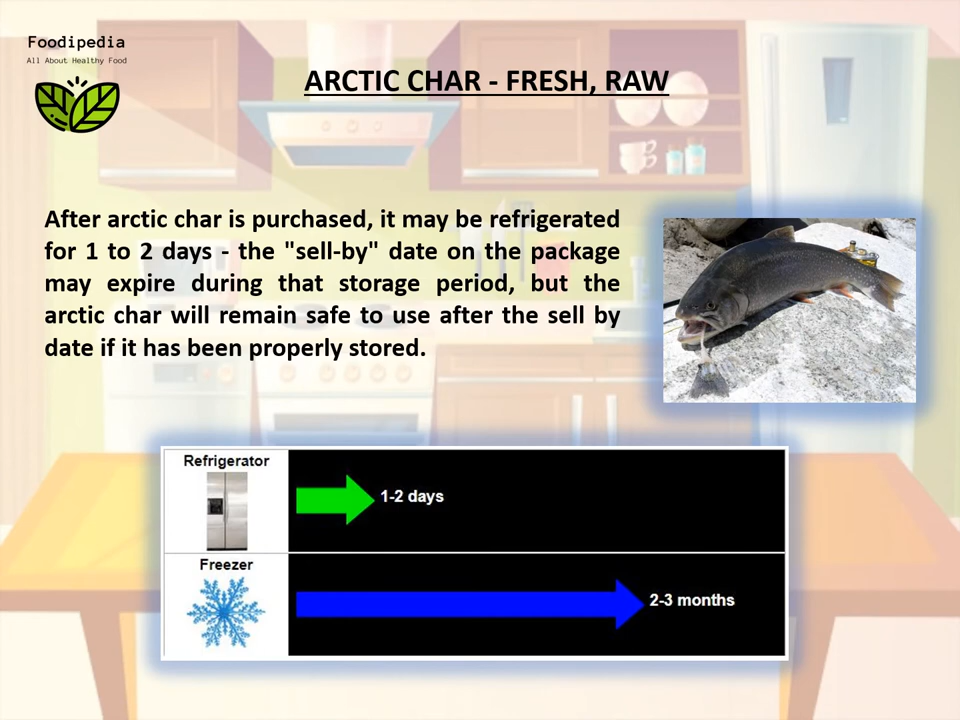 Foodipedia
All About Healthy Food
ARCTIC CHAR - FRESH, RAW
After arctic char is purchased, it may be refrigerated
for 1 to 2 days - the "sell-by" date on the package
may expire during that storage period, but the
arctic char will remain safe to use after the sell by
date if it has been properly stored.
Refrigerator
1-2 days
Freezer
2-3 months